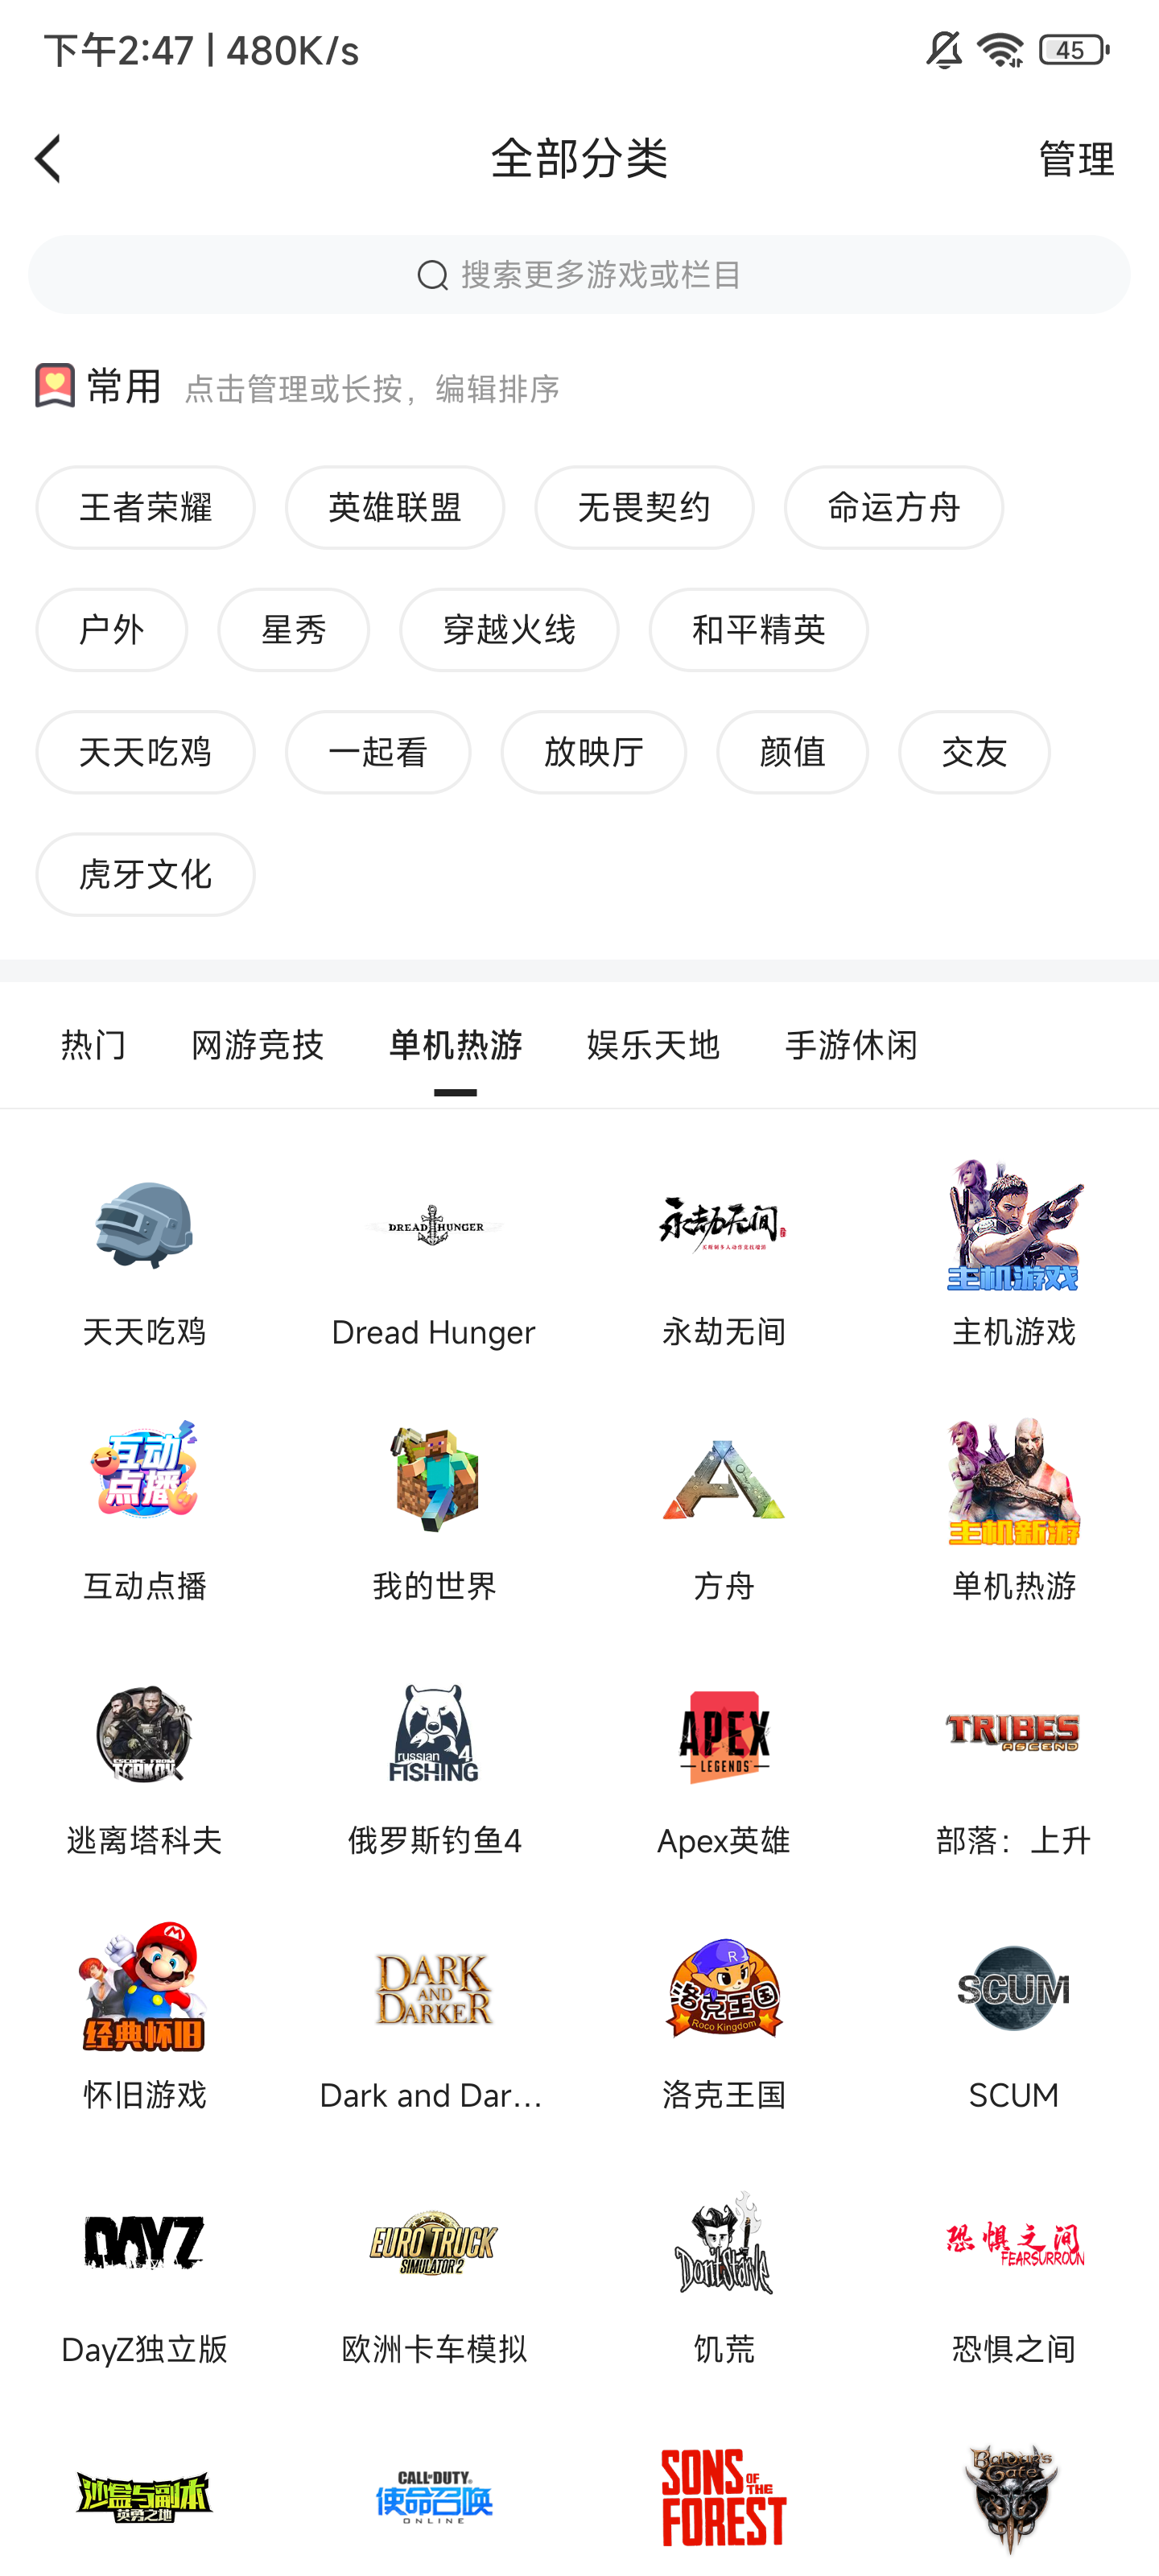 下午2:47 | 480K/s
45
全部分类
管理
搜索更多游戏或栏目
常用 点击管理或长按，编辑排序
王者荣耀 英雄联盟 无畏契约 命运方舟
户外 星秀 穿越火线 和平精英
天天吃鸡 一起看 放映厅 颜值 交友
虎牙文化
热门 网游竞技 单机热游 娱乐天地 手游休闲
DREAD HUNGER
永劫无间
主机游戏
天天吃鸡 Dread Hunger 永劫无间 主机游戏
互动
点播
主机新游
互动点播 我的世界 方舟 单机热游
ESCAPE FROM
TARKOV
russian 4
FISHING
APEX
LEGENDS
TRIBES
ASCEND
逃离塔科夫 俄罗斯钓鱼4 Apex英雄 部落：上升
M
经典怀旧
DARK
AND
DARKER
R
洛克王国
Roco Kingdom
SCUM
怀旧游戏 Dark and Dar... 洛克王国 SCUM
DAYZ
EURO TRUCK
SIMULATOR 2
Don't Starve
恐惧之间
FEARSURROUN
DayZ独立版 欧洲卡车模拟 饥荒 恐惧之间
沙盒与副本
英勇之地
CALL OF DUTY
使命召唤
ONLINE
SONS
OF THE
FOREST
Baldur's
Gate